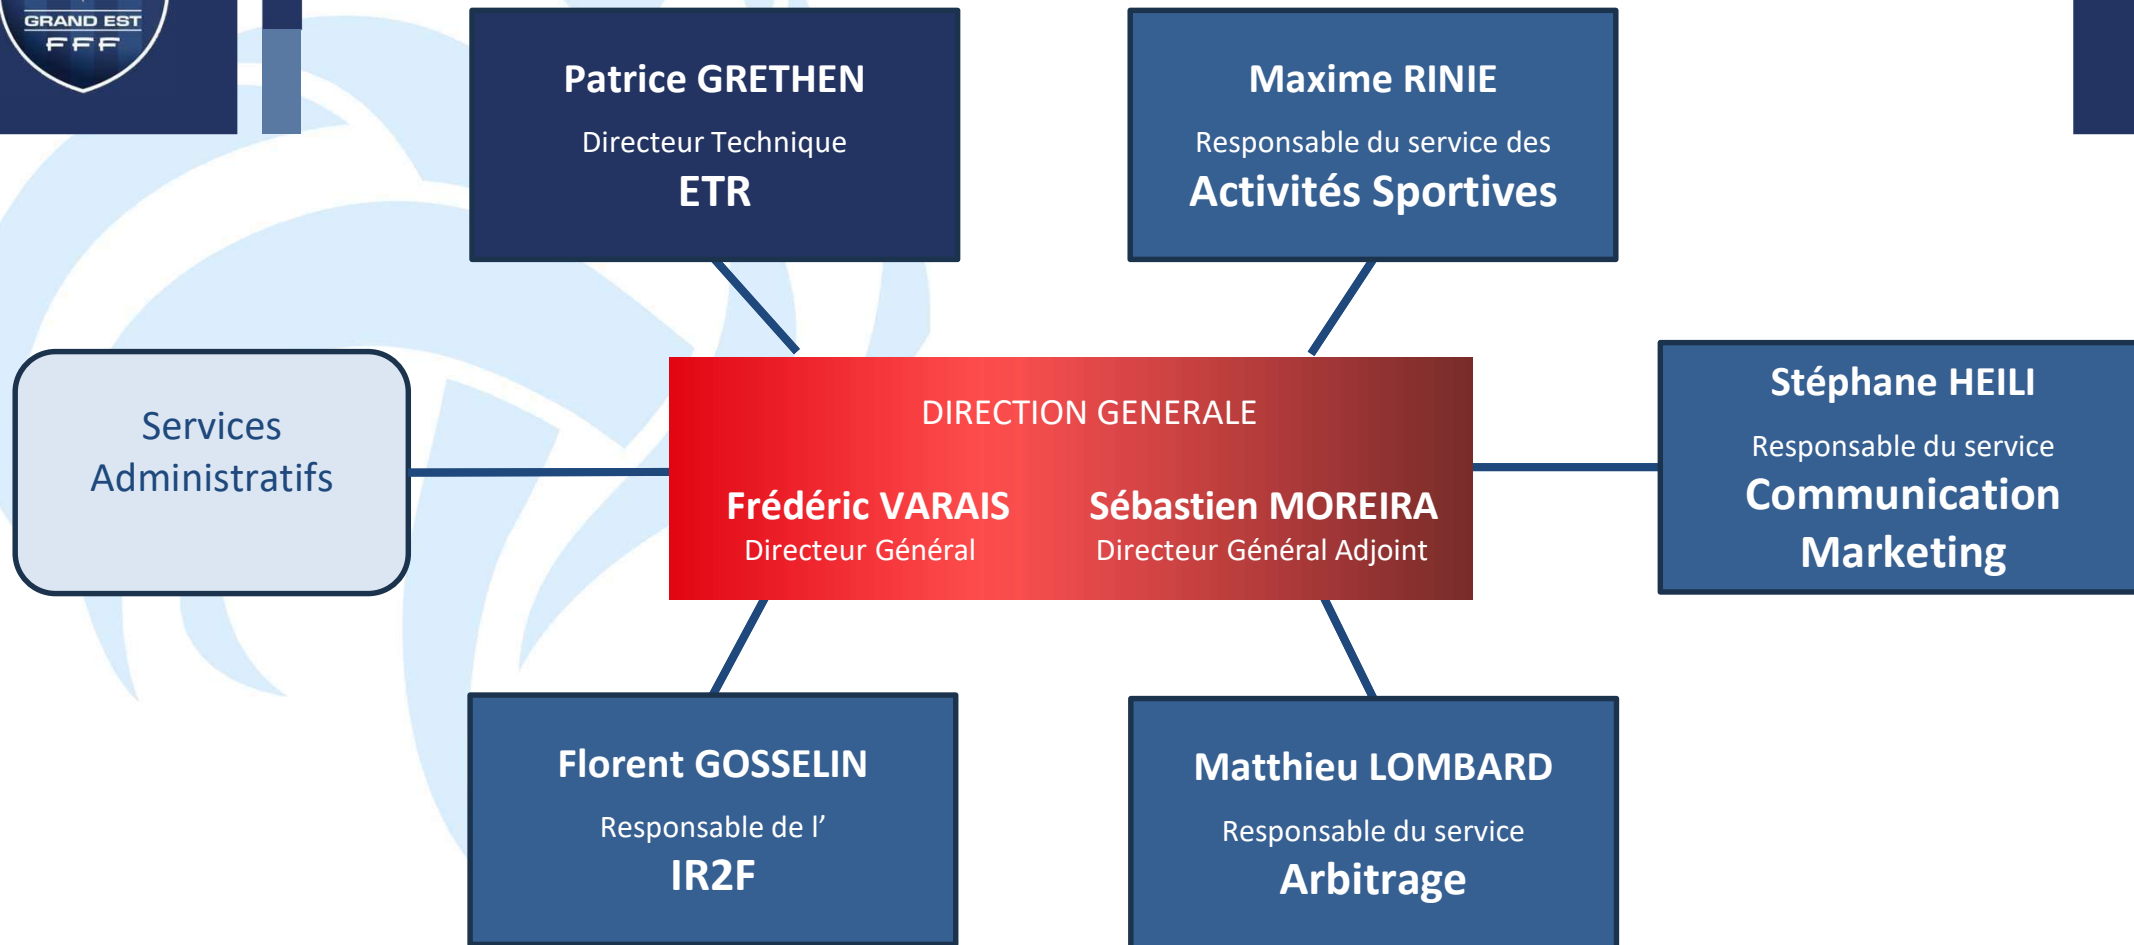 GRAND EST
FFF
Patrice GRETHEN
Directeur Technique
ETR
Maxime RINIE
Responsable du service des
Activités Sportives
Services
Administratifs
DIRECTION GENERALE
Frédéric VARAIS
Directeur Général
Sébastien MOREIRA
Directeur Général Adjoint
Stéphane HEILI
Responsable du service
Communication
Marketing
Florent GOSSELIN
Responsable de l’
IR2F
Matthieu LOMBARD
Responsable du service
Arbitrage